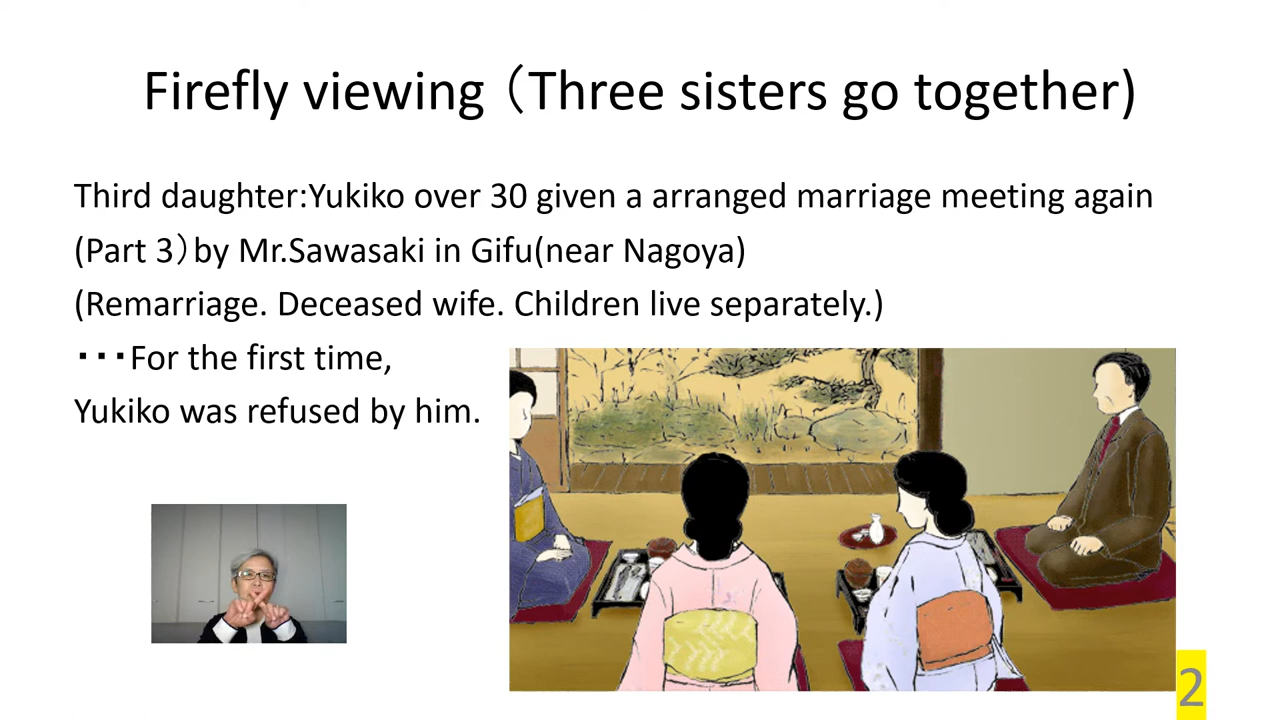 Firefly viewing（Three sisters go together)
Third daughter:Yukiko over 30 given a arranged marriage meeting again
(Part 3）by Mr.Sawasaki in Gifu(near Nagoya)
(Remarriage. Deceased wife. Children live separately.)
・・・For the first time,
Yukiko was refused by him.
2